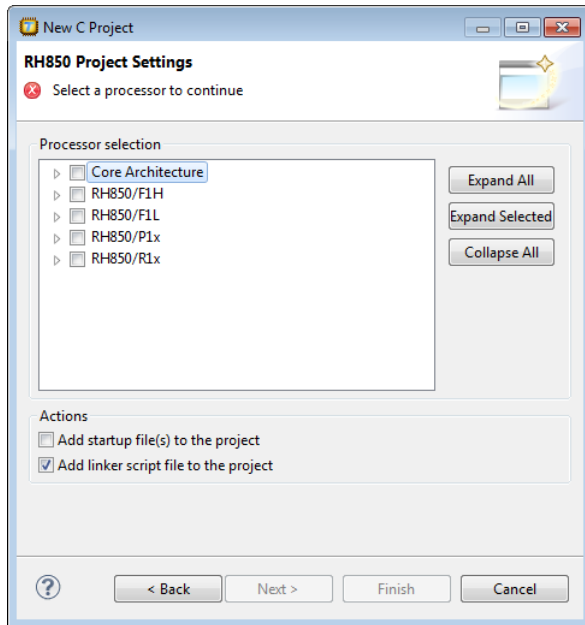 New C Project
RH850 Project Settings
Select a processor to continue
Processor selection
Core Architecture
RH850/F1H
RH850/F1L
RH850/P1x
RH850/R1x
Expand All
Expand Selected
Collapse All
Actions
Add startup file(s) to the project
Add linker script file to the project
?
< Back
Next >
Finish
Cancel